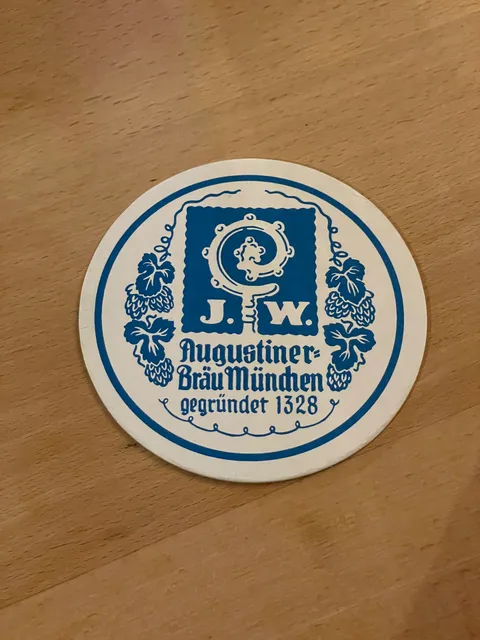 J. W.
Augustiner-
Bräu München
gegründet 1328